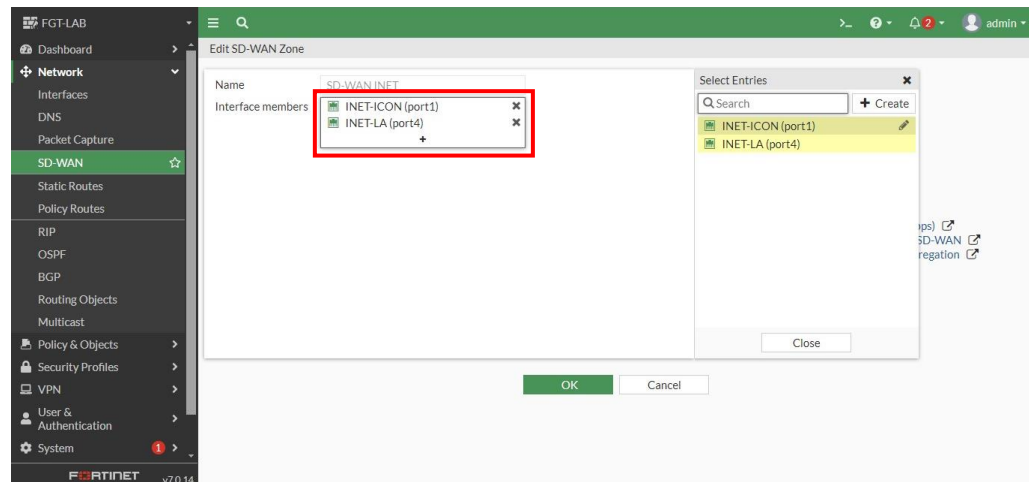 FGT-LAB
>_
2
admin
Dashboard
Edit SD-WAN Zone
Network
Interfaces
DNS
Packet Capture
SD-WAN
Static Routes
Policy Routes
RIP
OSPF
BGP
Routing Objects
Multicast
Policy & Objects
Security Profiles
VPN
User &
Authentication
System
1
FORTINET
v7.0.14
Name
SD-WAN INET
Interface members
INET-ICON (port1)
INET-LA (port4)
+
Select Entries
Search
+ Create
INET-ICON (port1)
INET-LA (port4)
ps)
SD-WAN
regation
Close
OK
Cancel